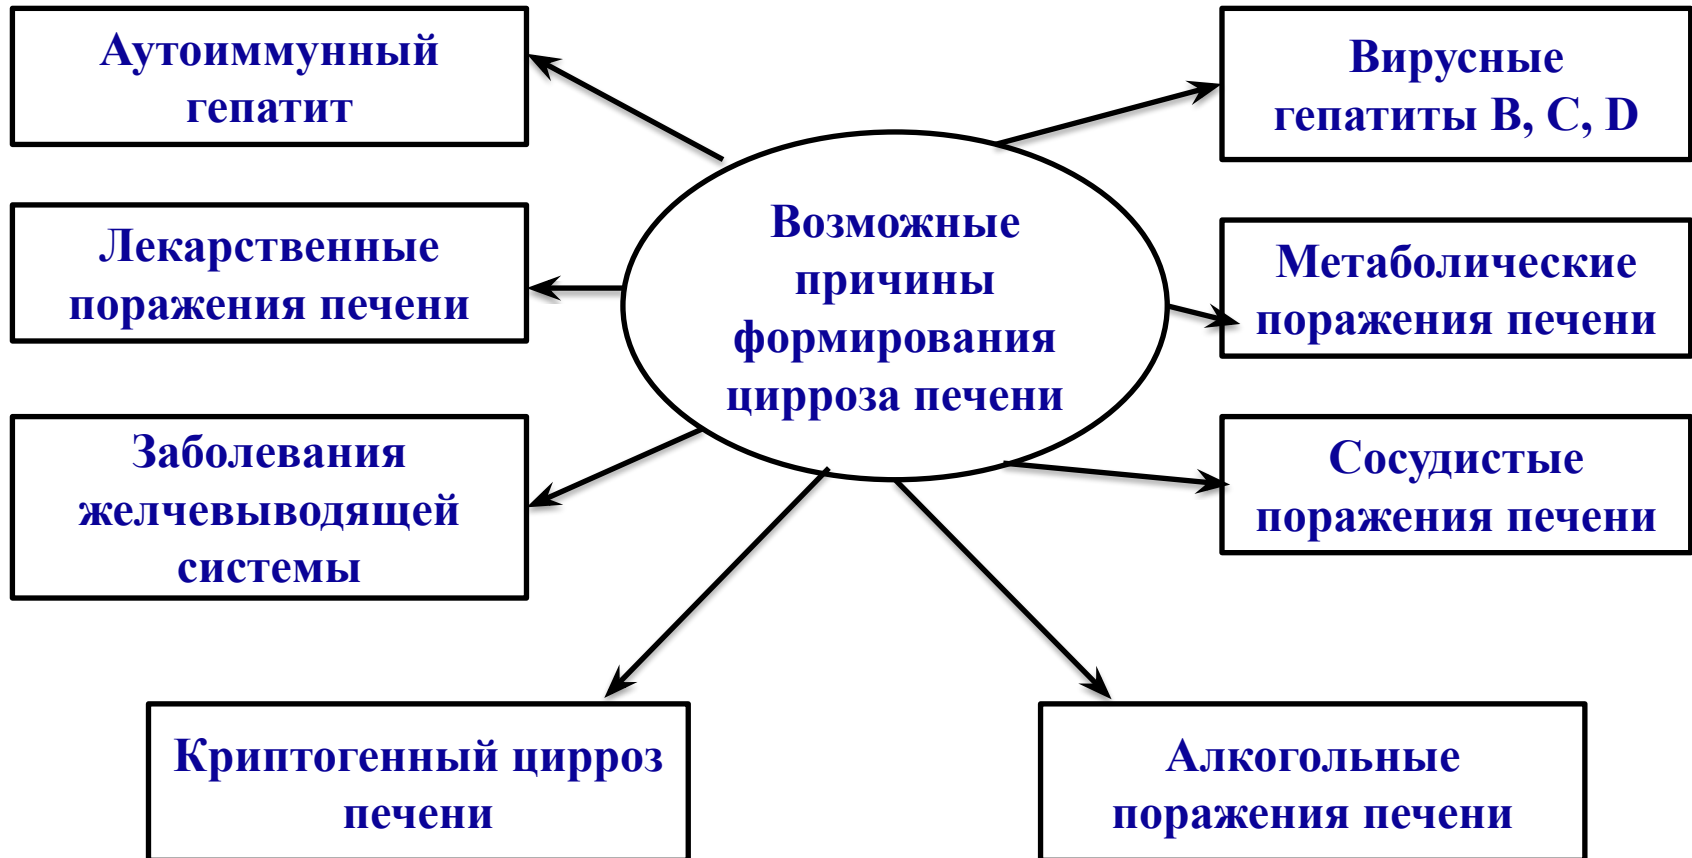 Аутоиммунный
гепатит
Вирусные
гепатиты B, C, D
Возможные
причины
формирования
цирроза печени
Лекарственные
поражения печени
Метаболические
поражения печени
Заболевания
желчевыводящей
системы
Сосудистые
поражения печени
Криптогенный цирроз
печени
Алкогольные
поражения печени